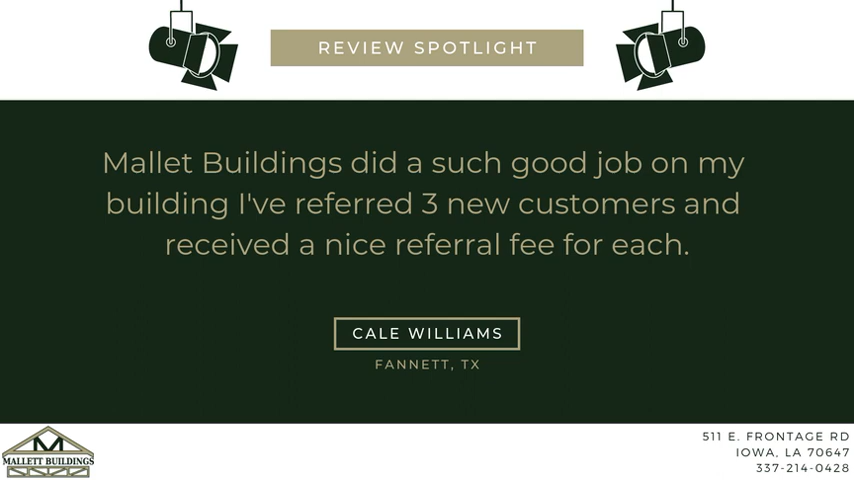 REVIEW SPOTLIGHT
Mallet Buildings did a such good job on my
building I've referred 3 new customers and
received a nice referral fee for each.
CALE WILLIAMS
FANNETT, TX
M
MALLETT BUILDINGS
511 E. FRONTAGE RD
IOWA, LA 70647
337-214-0428